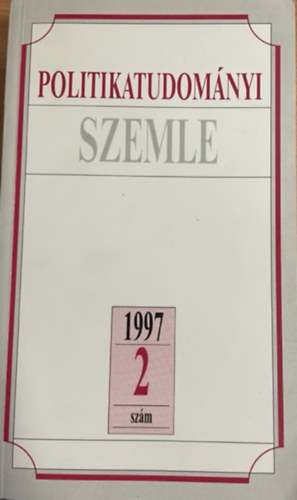 POLITIKATUDOMÁNYI
SZEMLE
1997
2
szám